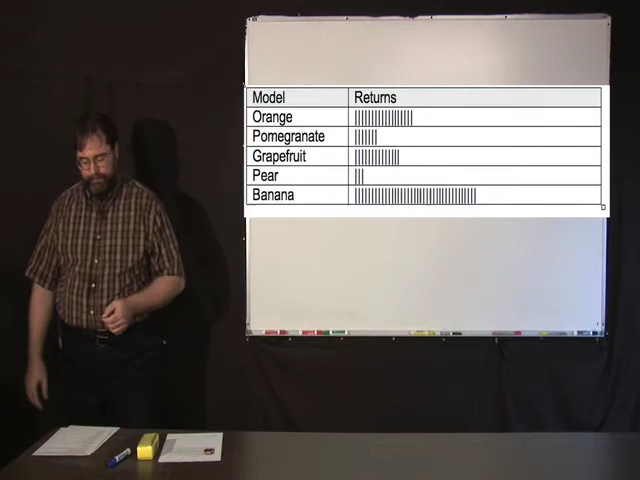 Model Returns
Orange |||||||||||||||||
Pomegranate |||||||
Grapefruit |||||||||||||
Pear |||
Banana ||||||||||||||||||||||||||||||||||||